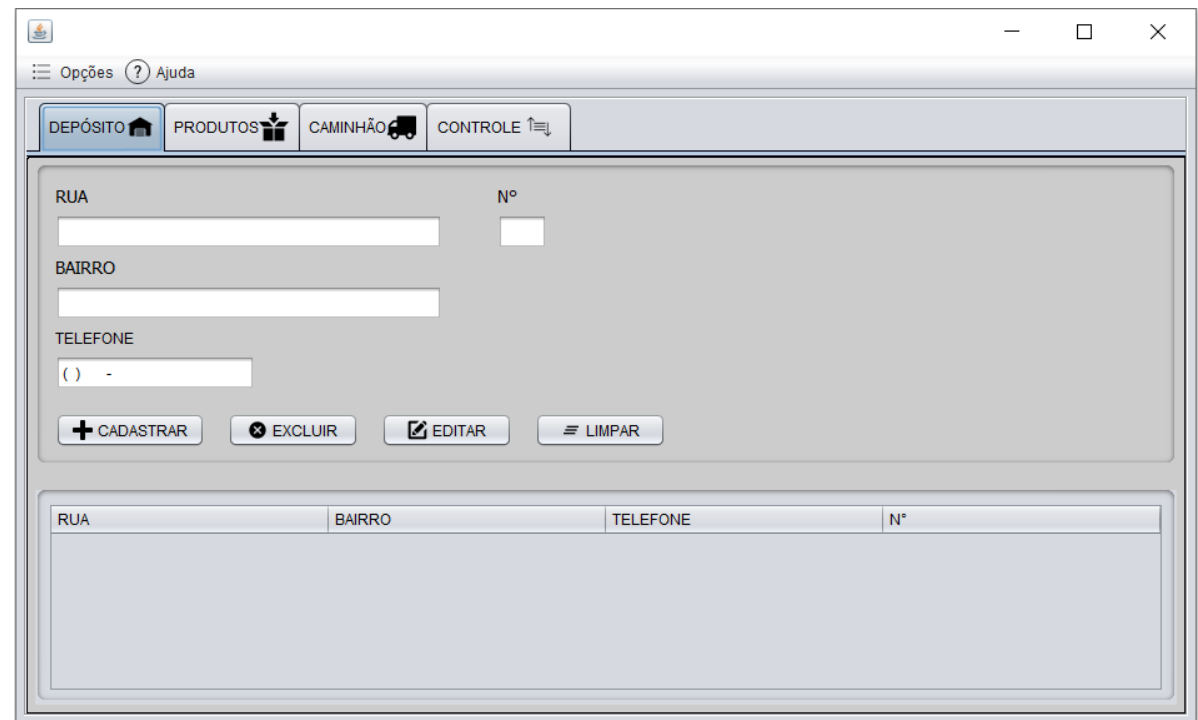 Opções ? Ajuda
DEPÓSITO PRODUTOS CAMINHÃO CONTROLE
RUA Nº
BAIRRO
TELEFONE
( ) -
CADASTRAR EXCLUIR EDITAR LIMPAR
RUA BAIRRO TELEFONE N°